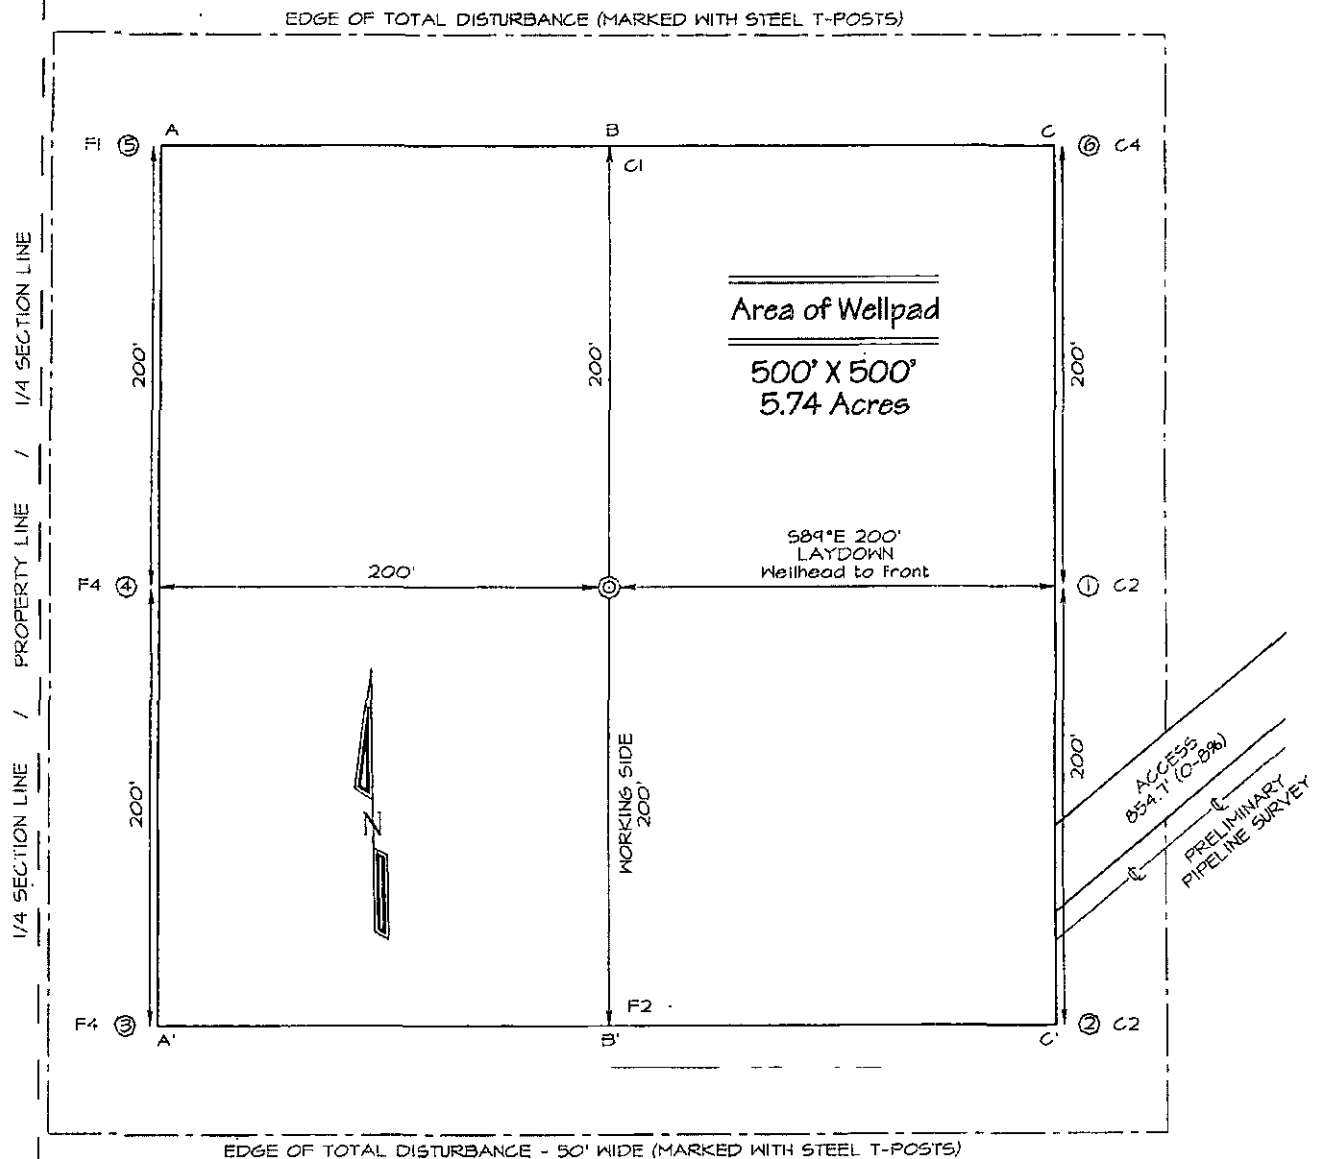 EDGE OF TOTAL DISTURBANCE (MARKED WITH STEEL T-POSTS)
A
B
C
F1 ⑤
C1
⑥ C4
1/4 SECTION LINE / PROPERTY LINE / 1/4 SECTION LINE
200'
200'
200'
Area of Wellpad
500' X 500'
5.74 Acres
F4 ④
200'
S89°E 200'
LAYDOWN
Wellhead to Front
① C2
N
200'
WORKING SIDE
200'
200'
ACCESS
854.7' (0-8%)
PRELIMINARY
PIPELINE SURVEY
F4 ③
F2
② C2
A'
B'
C'
EDGE OF TOTAL DISTURBANCE - 50' WIDE (MARKED WITH STEEL T-POSTS)